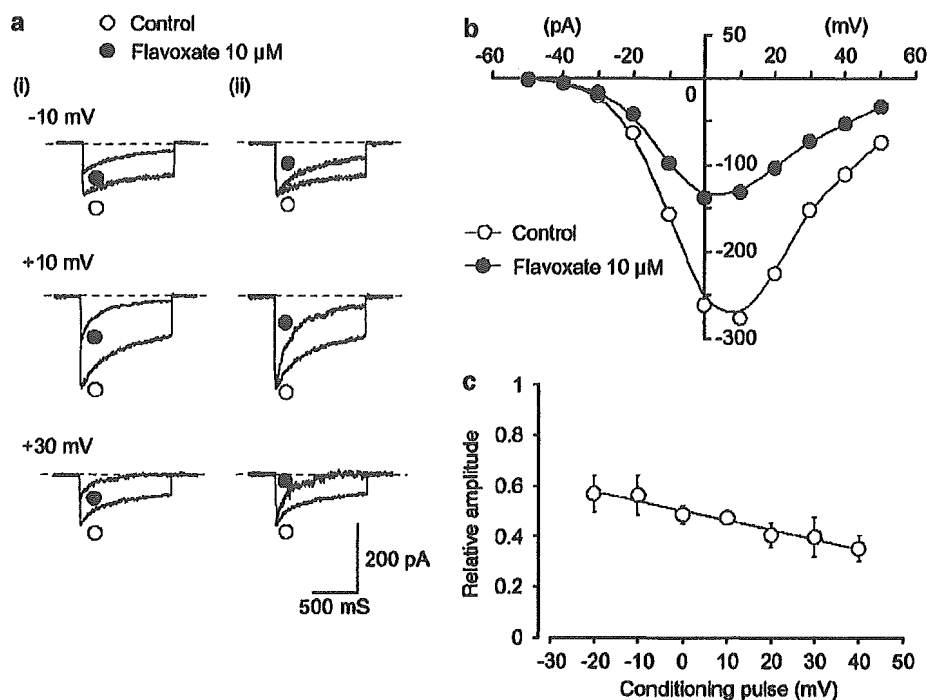 a
Control
Flavoxate 10 µM
(i)
(ii)
-10 mV
+10 mV
+30 mV
200 pA
500 mS
b
(pA)
50
(mV)
-60 -40 -20 0 20 40 60
-100
-200
-300
Control
Flavoxate 10 µM
c
Relative amplitude
1
0.8
0.6
0.4
0.2
0
-30 -20 -10 0 10 20 30 40 50
Conditioning pulse (mV)